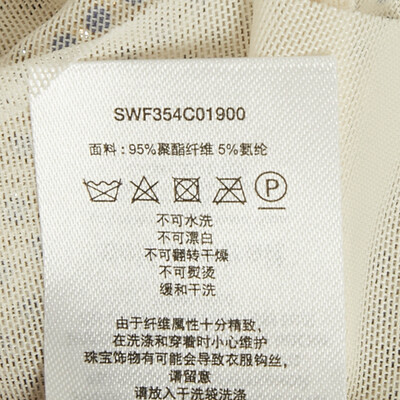 SWF354C01900
面料：95%聚酯纤维 5%氨纶
P
不可水洗
不可漂白
不可翻转干燥
不可熨烫
缓和干洗
由于纤维属性十分精致，
在洗涤和穿着时小心维护
珠宝饰物有可能会导致衣服钩丝，
请留意
请放入干洗袋洗涤